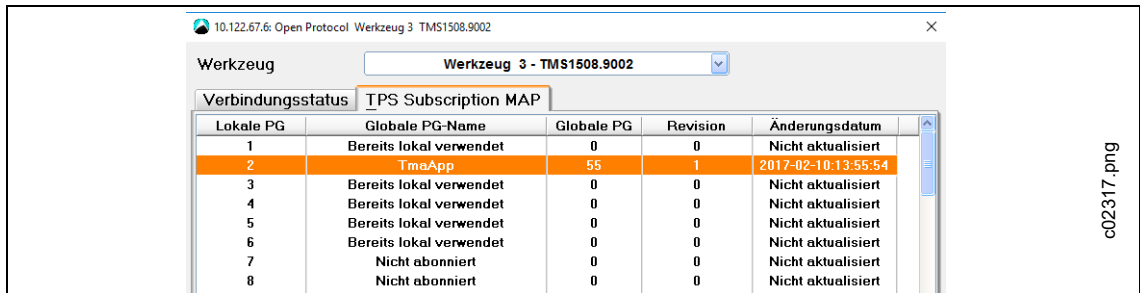 10.122.67.6: Open Protocol Werkzeug 3 TMS1508.9002
Werkzeug Werkzeug 3 - TMS1508.9002
Verbindungsstatus TPS Subscription MAP
Lokale PG Globale PG-Name Globale PG Revision Änderungsdatum
1 Bereits lokal verwendet 0 0 Nicht aktualisiert
2 TmaApp 55 1 2017-02-10:13:55:54
3 Bereits lokal verwendet 0 0 Nicht aktualisiert
4 Bereits lokal verwendet 0 0 Nicht aktualisiert
5 Bereits lokal verwendet 0 0 Nicht aktualisiert
6 Bereits lokal verwendet 0 0 Nicht aktualisiert
7 Nicht abonniert 0 0 Nicht aktualisiert
8 Nicht abonniert 0 0 Nicht aktualisiert
c02317.png